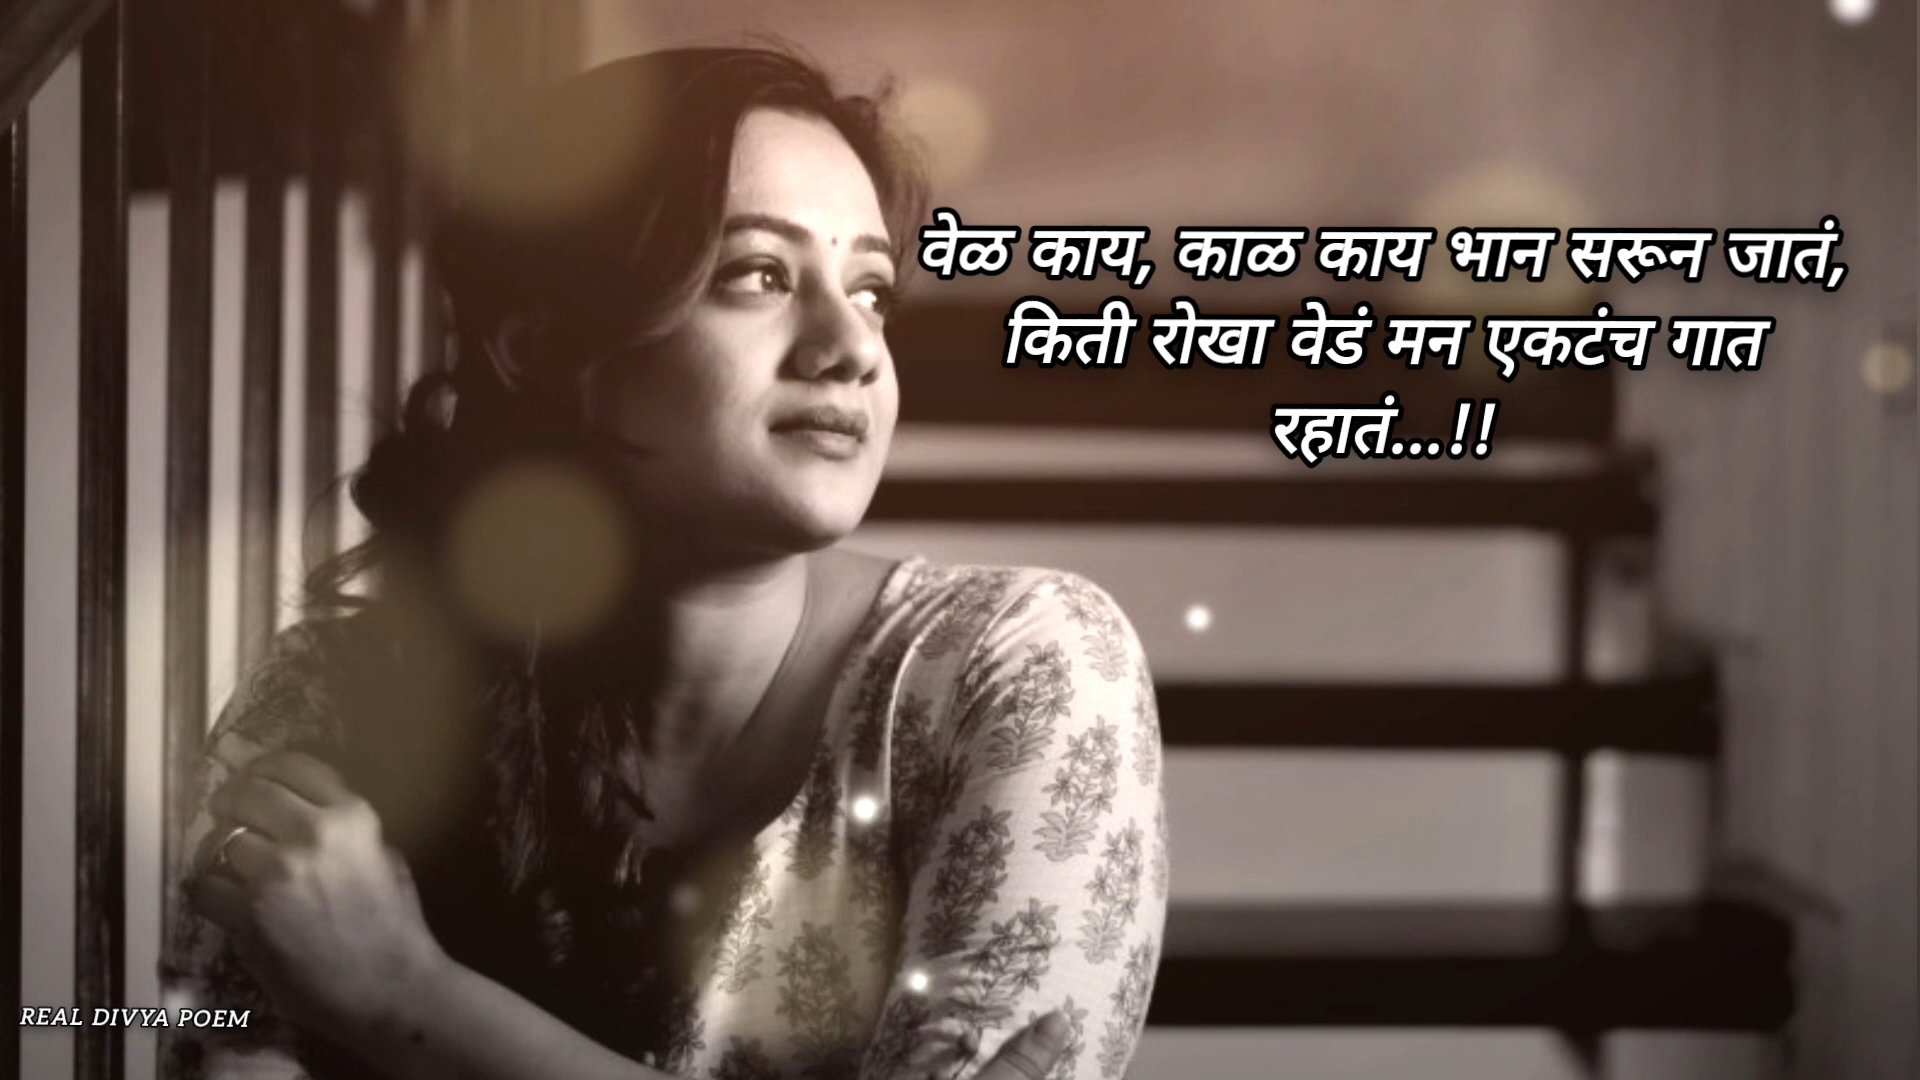 वेळ काय, काळ काय भान सरून जातं,
किती रोखा वेडं मन एकटंच गात
रहातं...!!
REAL DIVYA POEM